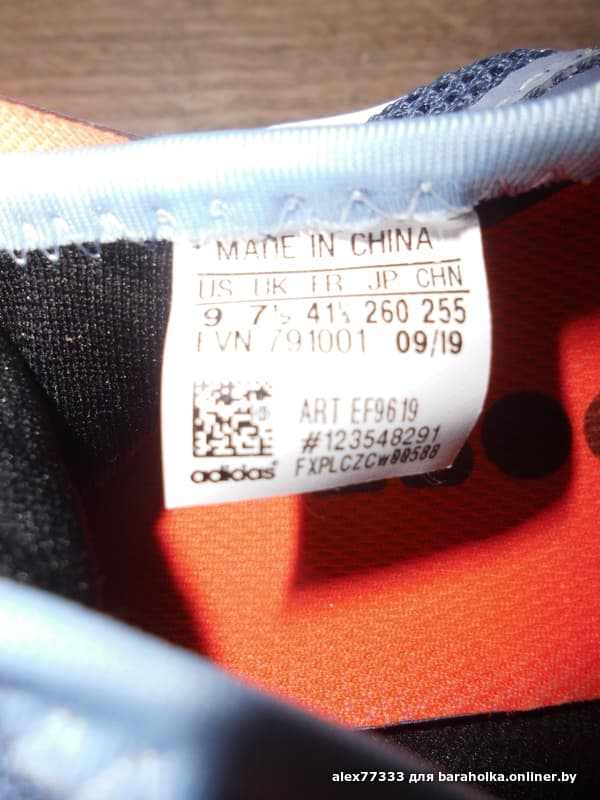 MADE IN CHINA
US UK FR JP CHN
9 7½ 41⅓ 260 255
791001 09/19
ART EF9619
#123548291
FXPLCZCW00588
adidas
alex77333 для baraholka.onliner.by